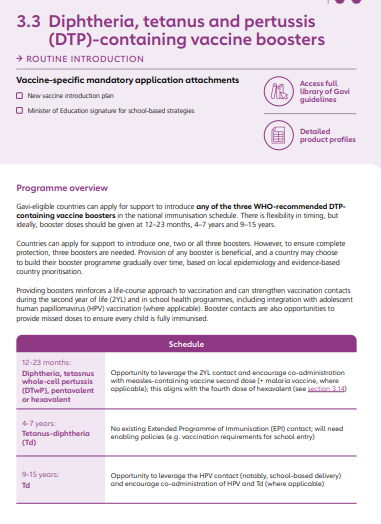 3.3 Diphtheria, tetanus and pertussis
(DTP)-containing vaccine boosters
→ ROUTINE INTRODUCTION
Vaccine-specific mandatory application attachments
New vaccine introduction plan
Minister of Education signature for school-based strategies
Access full
library of Gavi
guidelines
Detailed
product profiles
Programme overview
Gavi-eligible countries can apply for support to introduce any of the three WHO-recommended DTP-
containing vaccine boosters in the national immunisation schedule. There is flexibility in timing, but
ideally, booster doses should be given at 12–23 months, 4–7 years and 9–15 years.
Countries can apply for support to introduce one, two or all three boosters. However, to ensure complete
protection, three boosters are needed. Provision of any booster is beneficial, and a country may choose
to build their booster programme gradually over time, based on local epidemiology and evidence-based
country prioritisation.
Providing boosters reinforces a life-course approach to vaccination and can strengthen vaccination contacts
during the second year of life (2YL) and in school health programmes, including integration with adolescent
human papillomavirus (HPV) vaccination (where applicable). Booster contacts are also opportunities to
provide missed doses to ensure every child is fully immunised.
Schedule
12-23 months:
Diphtheria, tetasnus
whole-cell pertussis
(DTwP), pentavalent
or hexavalent
Opportunity to leverage the 2YL contact and encourage co-administration
with measles-containing vaccine second dose (+ malaria vaccine, where
applicable); this aligns with the fourth dose of hexavalent (see section 3.14)
4-7 years:
Tetanus-diphtheria
(Td)
No existing Extended Programme of Immunisation (EPI) contact; will need
enabling policies (e.g. vaccination requirements for school entry)
9-15 years:
Td
Opportunity to leverage the HPV contact (notably, school-based delivery)
and encourage co-administration of HPV and Td (where applicable)